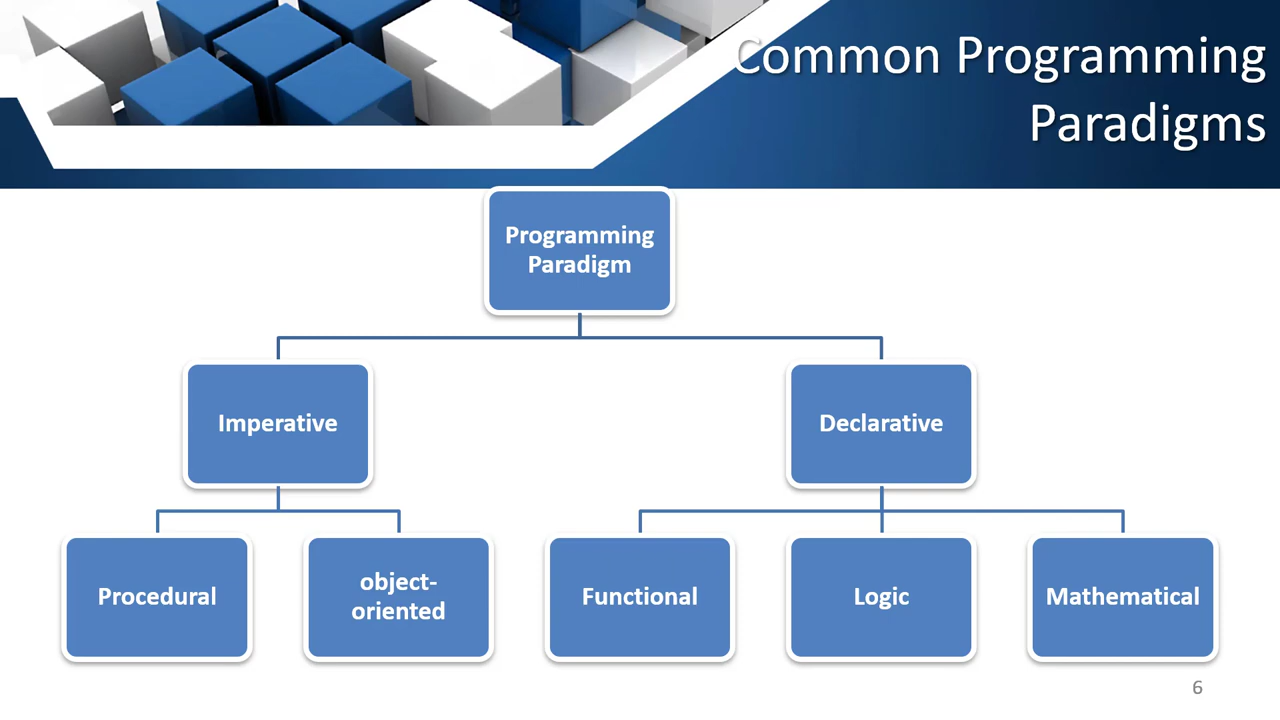 Common Programming
Paradigms
Programming
Paradigm
Imperative
Declarative
Procedural
object-
oriented
Functional
Logic
Mathematical
6